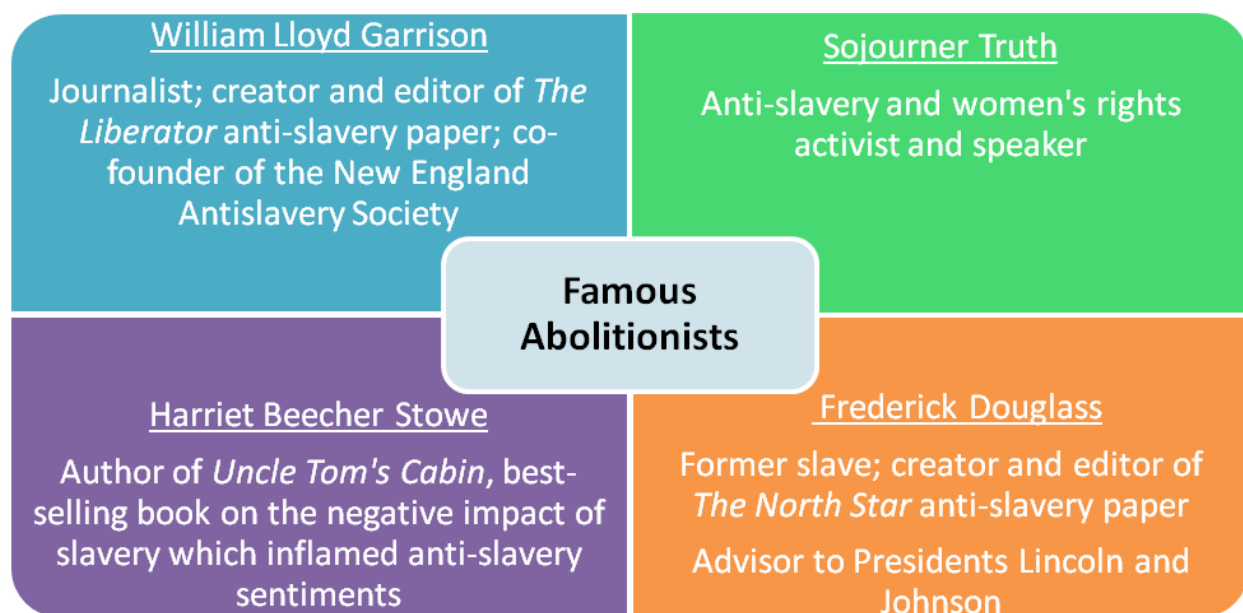 William Lloyd Garrison
Journalist; creator and editor of The
Liberator anti-slavery paper; co-
founder of the New England
Antislavery Society
Sojourner Truth
Anti-slavery and women's rights
activist and speaker
Famous
Abolitionists
Harriet Beecher Stowe
Author of Uncle Tom's Cabin, best-
selling book on the negative impact of
slavery which inflamed anti-slavery
sentiments
Frederick Douglass
Former slave; creator and editor of
The North Star anti-slavery paper
Advisor to Presidents Lincoln and
Johnson